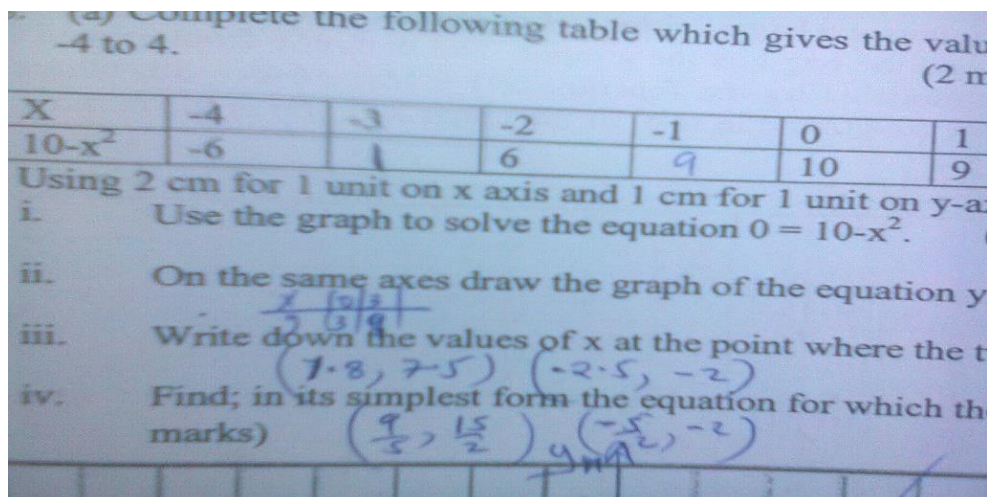 (a) Complete the following table which gives the valu
-4 to 4.
(2 m
X -4 -3 -2 -1 0 1
10-x² -6 1 6 9 10 9
Using 2 cm for 1 unit on x axis and 1 cm for 1 unit on y-a
i. Use the graph to solve the equation 0 = 10-x².
ii. On the same axes draw the graph of the equation y
x 0 3
y 3 9
iii. Write down the values of x at the point where the t
(1.8, 7.5) (-2.5, -2)
iv. Find; in its simplest form the equation for which th
marks) (9/5, 15/2) (-5/2, -2)